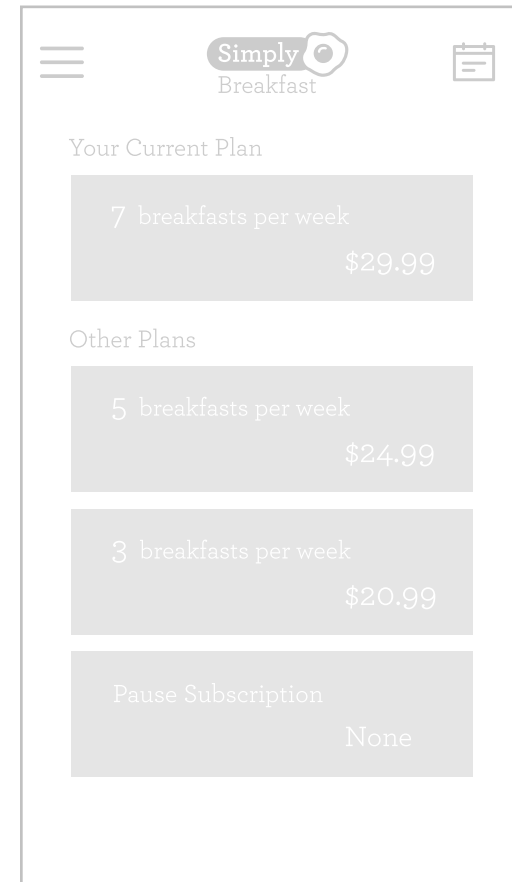 Simply
Breakfast
Your Current Plan
7 breakfasts per week
$29.99
Other Plans
5 breakfasts per week
$24.99
3 breakfasts per week
$20.99
Pause Subscription
None